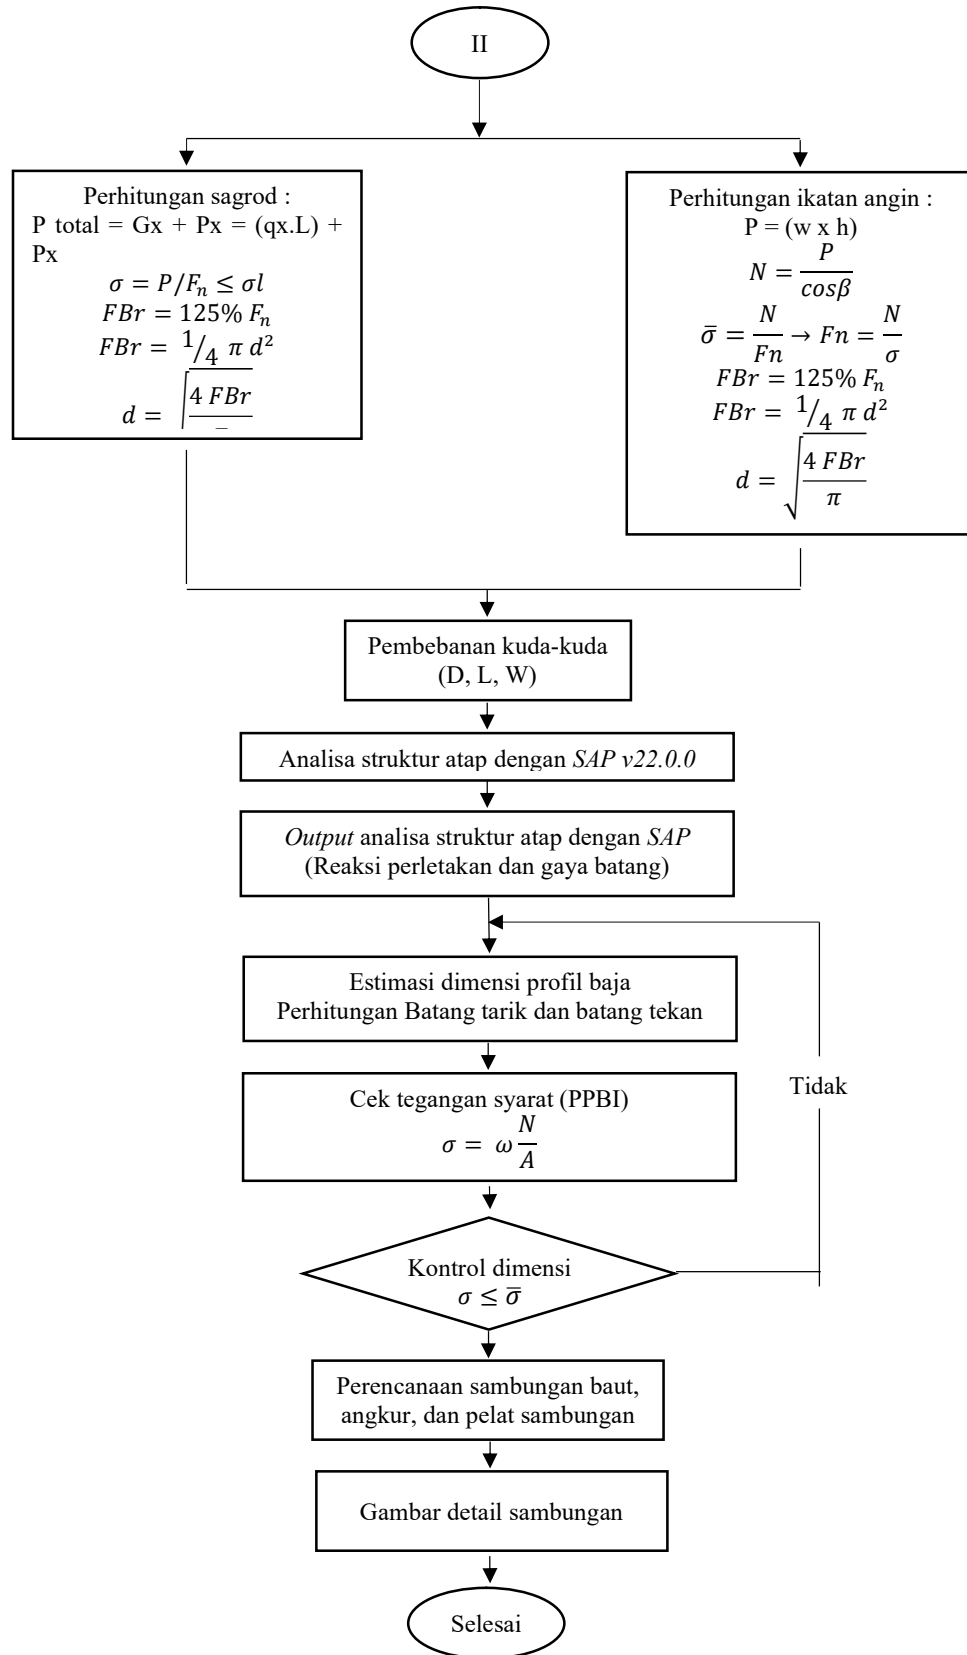 II
Perhitungan sagrod :
P total = Gx + Px = (qx.L) +
Px
σ = P/Fₙ ≤ σl
FBr = 125% Fₙ
FBr = 1/4 π d²
d = √(4 FBr
Perhitungan ikatan angin :
P = (w x h)
N = P/cosβ
σ̅ = N/Fn → Fn = N/σ
FBr = 125% Fₙ
FBr = 1/4 π d²
d = √(4 FBr/π)
Pembebanan kuda-kuda
(D, L, W)
Analisa struktur atap dengan SAP v22.0.0
Output analisa struktur atap dengan SAP
(Reaksi perletakan dan gaya batang)
Estimasi dimensi profil baja
Perhitungan Batang tarik dan batang tekan
Cek tegangan syarat (PPBI)
σ = ω N/A
Tidak
Kontrol dimensi
σ ≤ σ̅
Perencanaan sambungan baut,
angkur, dan pelat sambungan
Gambar detail sambungan
Selesai